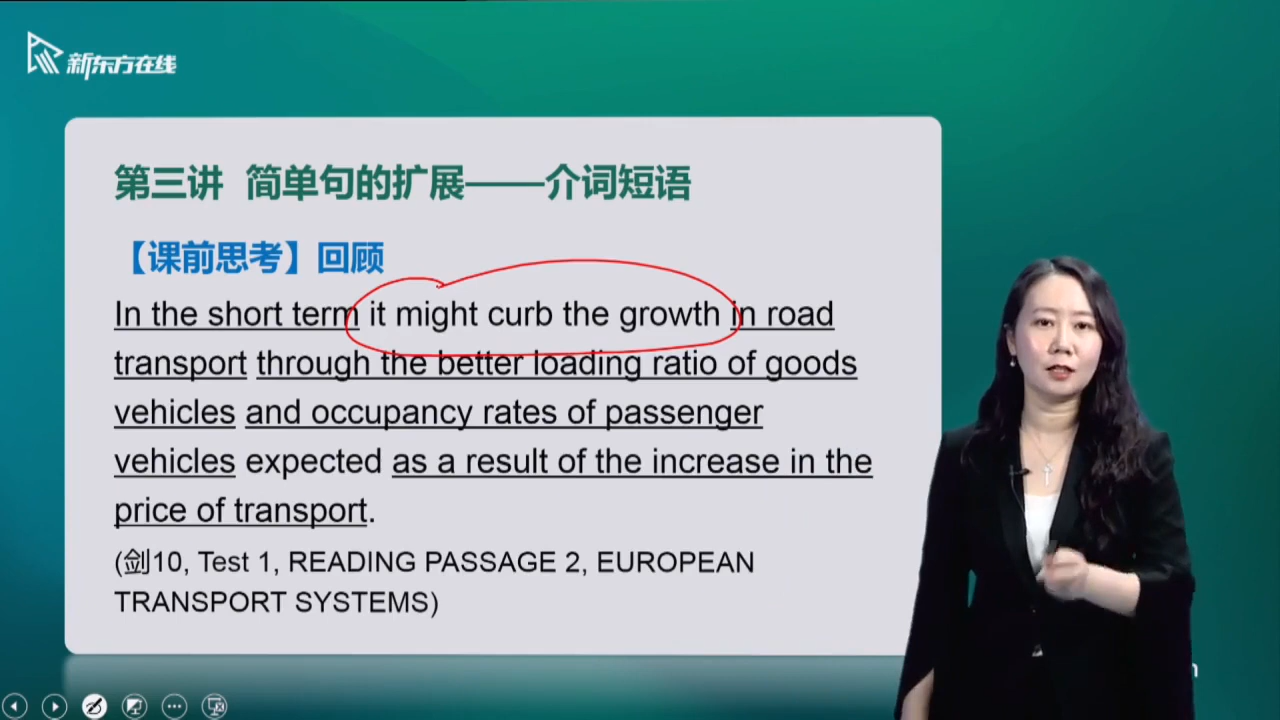 新东方在线
第三讲 简单句的扩展——介词短语
【课前思考】回顾
In the short term it might curb the growth in road
transport through the better loading ratio of goods
vehicles and occupancy rates of passenger
vehicles expected as a result of the increase in the
price of transport.
(剑10, Test 1, READING PASSAGE 2, EUROPEAN
TRANSPORT SYSTEMS)